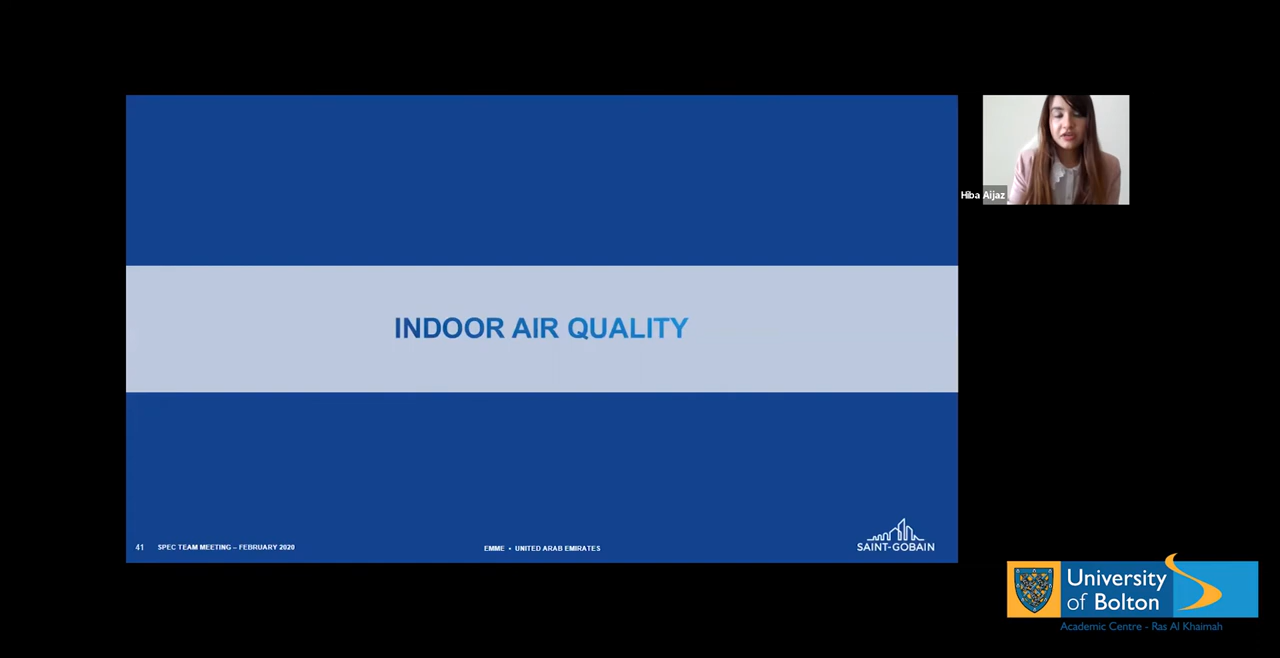 INDOOR AIR QUALITY
41 SPEC TEAM MEETING – FEBRUARY 2020
EMME • UNITED ARAB EMIRATES
SAINT-GOBAIN
Hiba Aijaz
University
of Bolton
Academic Centre - Ras Al Khaimah